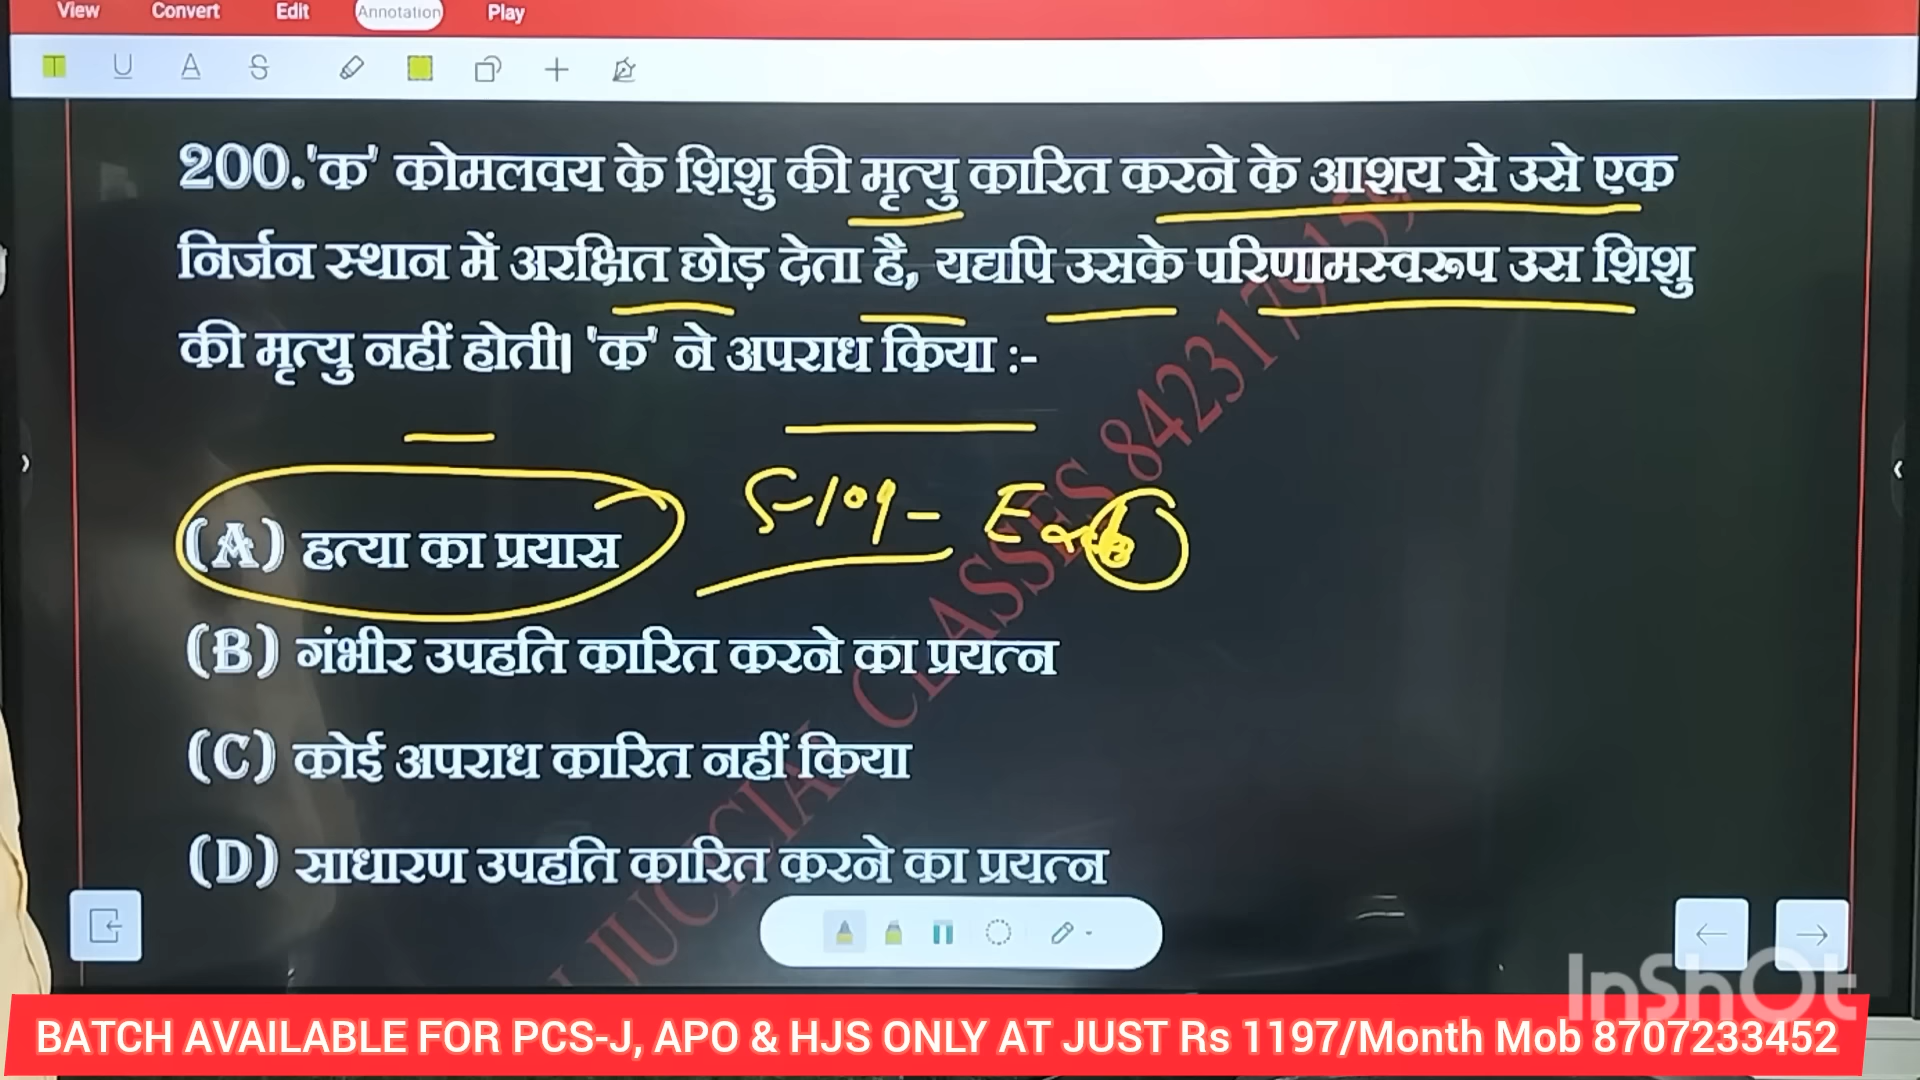 View Convert Edit Annotation Play
200.'क' कोमलवय के शिशु की मृत्यु कारित करने के आशय से उसे एक
निर्जन स्थान में अरक्षित छोड़ देता है, यद्यपि उसके परिणामस्वरूप उस शिशु
की मृत्यु नहीं होती। 'क' ने अपराध किया :-
(A) हत्या का प्रयास
S-109-
(B) गंभीर उपहति कारित करने का प्रयत्न
(C) कोई अपराध कारित नहीं किया
(D) साधारण उपहति कारित करने का प्रयत्न
CLASSES 84231
InShOt
BATCH AVAILABLE FOR PCS-J, APO & HJS ONLY AT JUST Rs 1197/Month Mob 8707233452